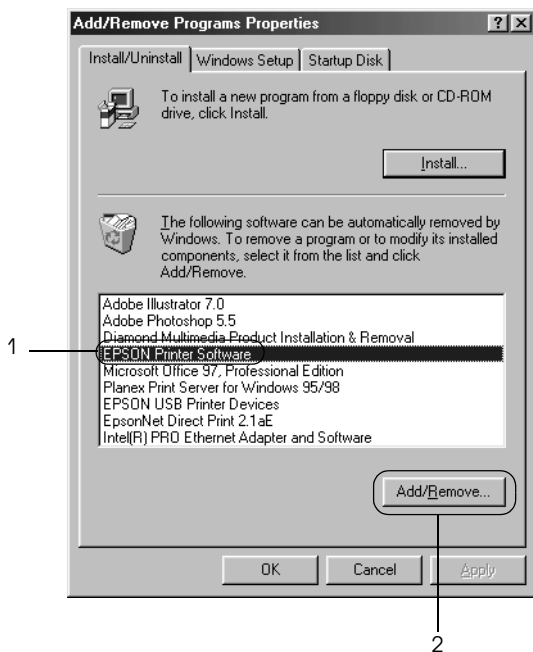 Add/Remove Programs Properties
Install/Uninstall
Windows Setup
Startup Disk
To install a new program from a floppy disk or CD-ROM
drive, click Install.
Install...
The following software can be automatically removed by
Windows. To remove a program or to modify its installed
components, select it from the list and click
Add/Remove.
Adobe Illustrator 7.0
Adobe Photoshop 5.5
Diamond Multimedia Product Installation & Removal
1
EPSON Printer Software
Microsoft Office 97, Professional Edition
Planex Print Server for Windows 95/98
EPSON USB Printer Devices
EpsonNet Direct Print 2.1aE
Intel(R) PRO Ethernet Adapter and Software
Add/Remove...
OK
Cancel
Apply
2